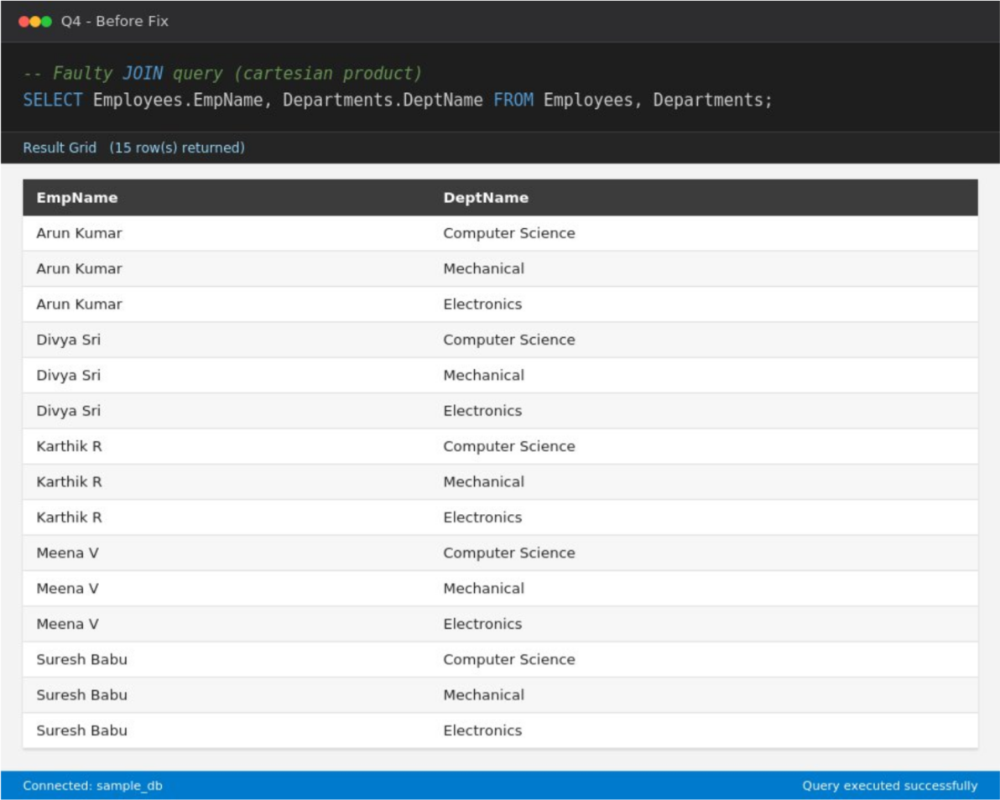 Q4 - Before Fix
-- Faulty JOIN query (cartesian product)
SELECT Employees.EmpName, Departments.DeptName FROM Employees, Departments;
Result Grid (15 row(s) returned)
EmpName DeptName
Arun Kumar Computer Science
Arun Kumar Mechanical
Arun Kumar Electronics
Divya Sri Computer Science
Divya Sri Mechanical
Divya Sri Electronics
Karthik R Computer Science
Karthik R Mechanical
Karthik R Electronics
Meena V Computer Science
Meena V Mechanical
Meena V Electronics
Suresh Babu Computer Science
Suresh Babu Mechanical
Suresh Babu Electronics
Connected: sample_db Query executed successfully